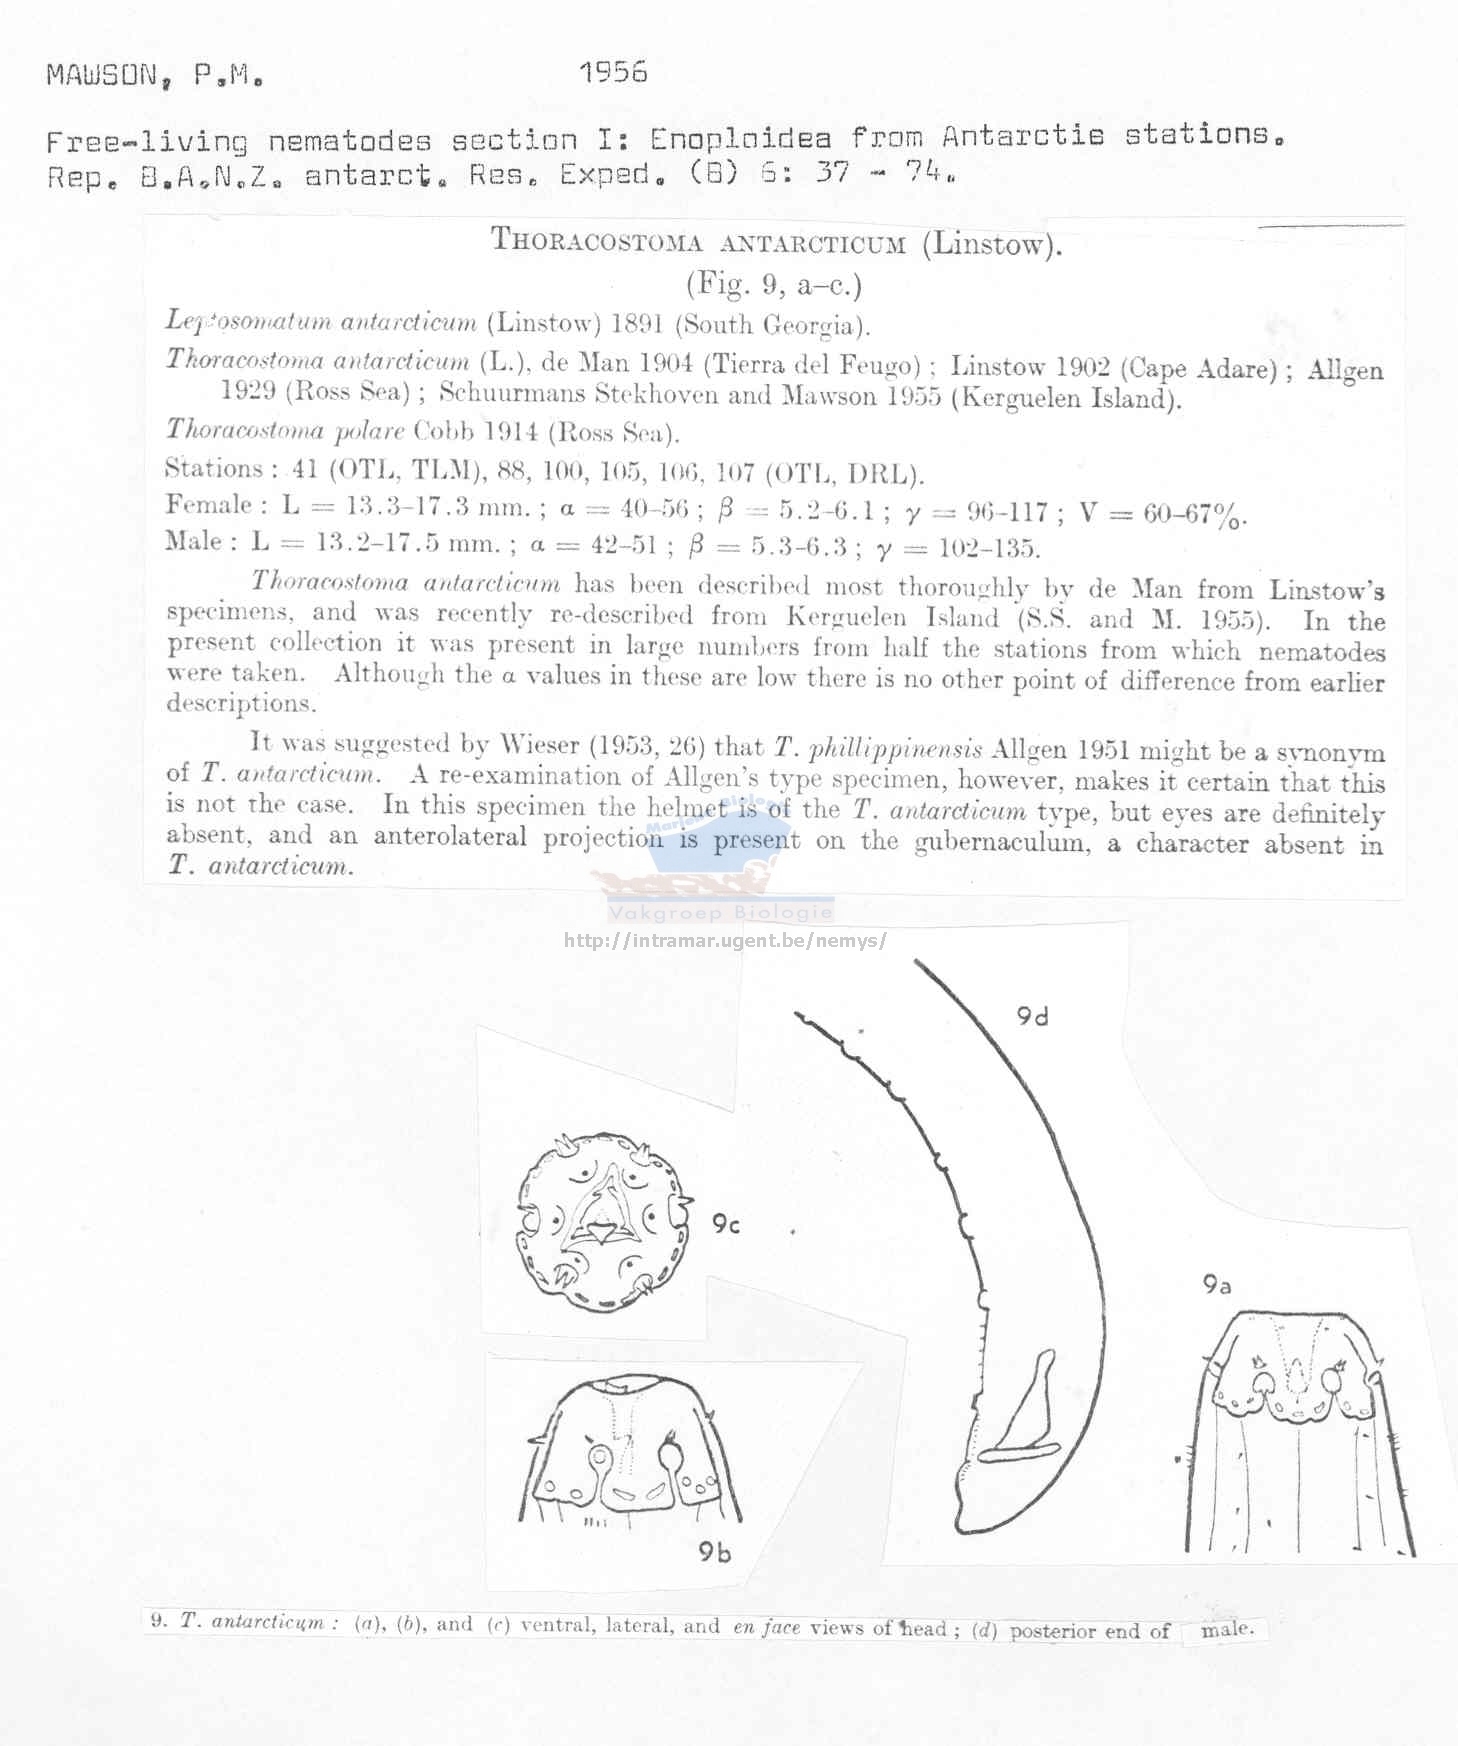 MAWSON, P.M. 1956
Free-living nematodes section I: Enoploidea from Antarctis stations.
Rep. B.A.N.Z. antarct. Res. Exped. (B) 6: 37 - 74.
THORACOSTOMA ANTARCTICUM (Linstow).
(Fig. 9, a–c.)
Leptosomatum antarcticum (Linstow) 1891 (South Georgia).
Thoracostoma antarcticum (L.), de Man 1904 (Tierra del Feugo) ; Linstow 1902 (Cape Adare) ; Allgen
1929 (Ross Sea) ; Schuurmans Stekhoven and Mawson 1955 (Kerguelen Island).
Thoracostoma polare Cobb 1914 (Ross Sea).
Stations : 41 (OTL, TLM), 88, 100, 105, 106, 107 (OTL, DRL).
Female : L = 13.3–17.3 mm. ; α = 40–56 ; β = 5.2–6.1 ; γ = 96–117 ; V = 60–67%.
Male : L = 13.2–17.5 mm. ; α = 42–51 ; β = 5.3–6.3 ; γ = 102–135.
Thoracostoma antarcticum has been described most thoroughly by de Man from Linstow's
specimens, and was recently re-described from Kerguelen Island (S.S. and M. 1955). In the
present collection it was present in large numbers from half the stations from which nematodes
were taken. Although the α values in these are low there is no other point of difference from earlier
descriptions.
It was suggested by Wieser (1953, 26) that T. phillippinensis Allgen 1951 might be a synonym
of T. antarcticum. A re-examination of Allgen's type specimen, however, makes it certain that this
is not the case. In this specimen the helmet is of the T. antarcticum type, but eyes are definitely
absent, and an anterolateral projection is present on the gubernaculum, a character absent in
T. antarcticum.
Vakgroep Biologie
http://intramar.ugent.be/nemys/
9d
9c
9a
9b
9. T. antarcticum : (a), (b), and (c) ventral, lateral, and en face views of head ; (d) posterior end of male.